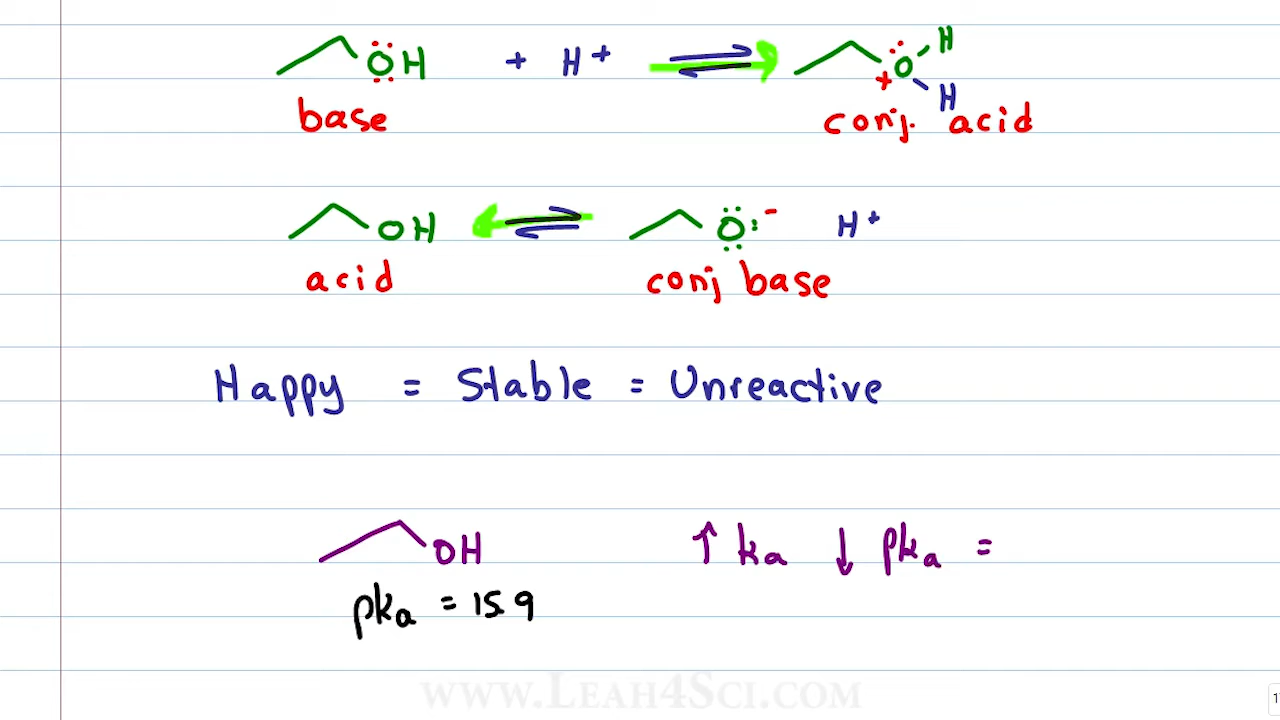 OH + H+ O H
H
base conj. acid
OH O:- H+
acid conj base
Happy = Stable = Unreactive
OH ↑ ka ↓ pka =
pka = 15.9
www.Leah4Sci.com